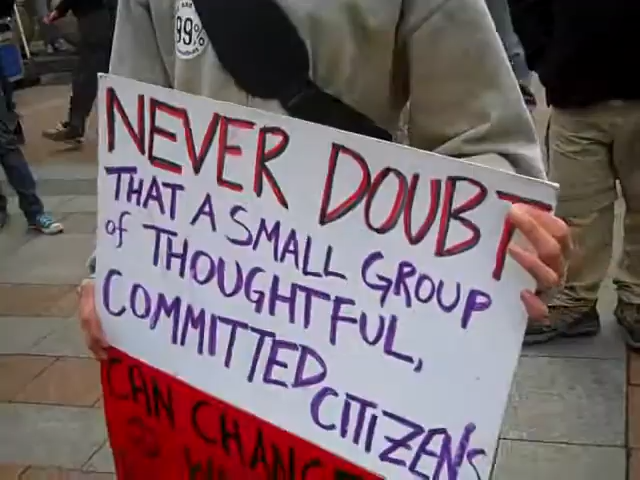 99%
NEVER DOUBT
THAT A SMALL GROUP
of THOUGHTFUL,
COMMITTED CITIZENS
CAN CHANGE